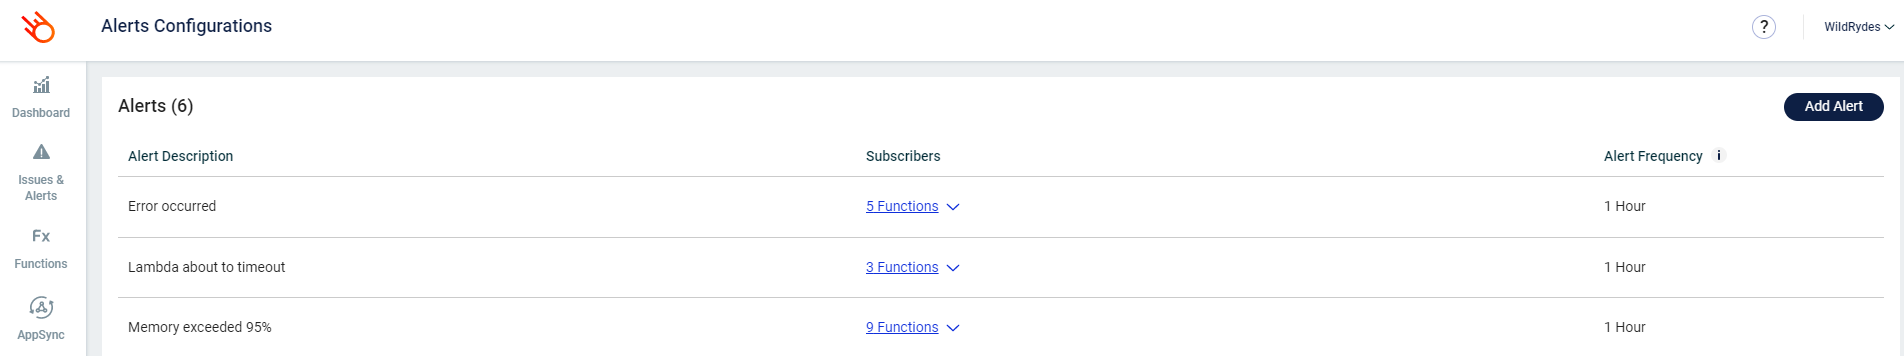 Alerts Configurations
?
WildRydes
Dashboard
Issues &
Alerts
Fx
Functions
AppSync
Alerts (6)
Add Alert
Alert Description Subscribers Alert Frequency i
Error occurred 5 Functions 1 Hour
Lambda about to timeout 3 Functions 1 Hour
Memory exceeded 95% 9 Functions 1 Hour